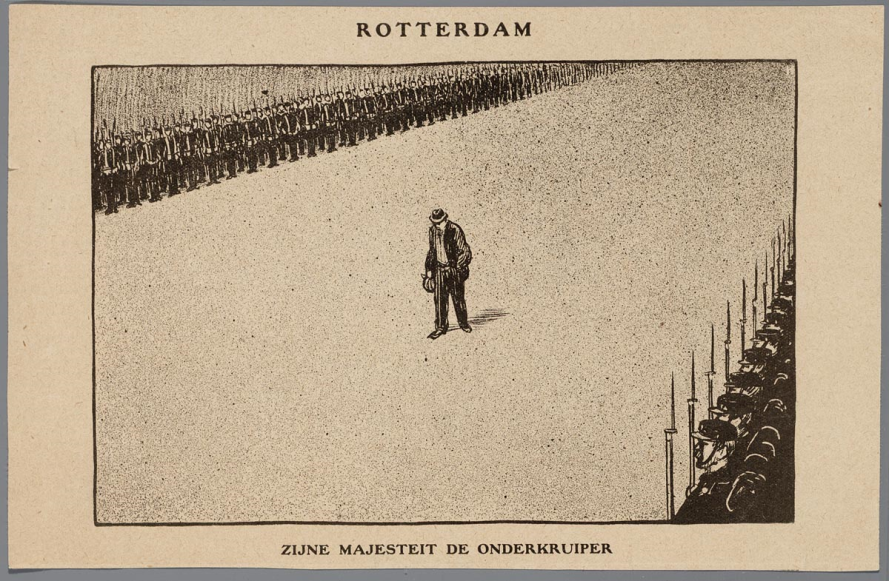 ROTTERDAM
ZIJNE MAJESTEIT DE ONDERKRUIPER